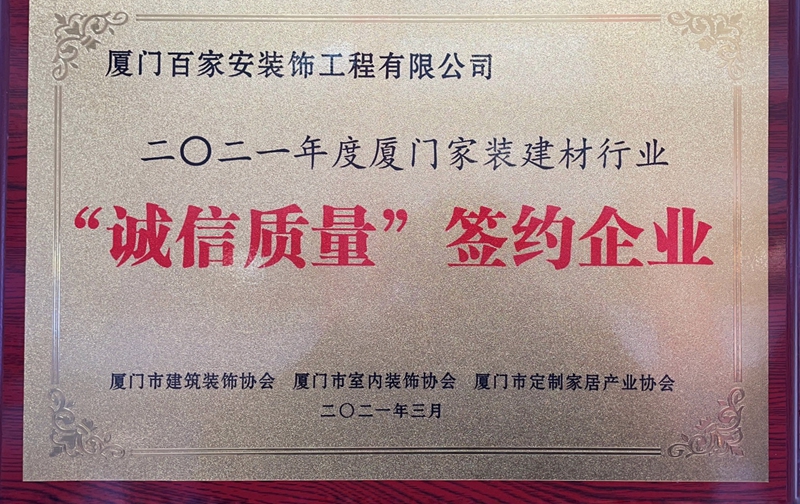 厦门百家安装饰工程有限公司
二〇二一年度厦门家装建材行业
“诚信质量”签约企业
厦门市建筑装饰协会 厦门市室内装饰协会 厦门市定制家居产业协会
二〇二一年三月